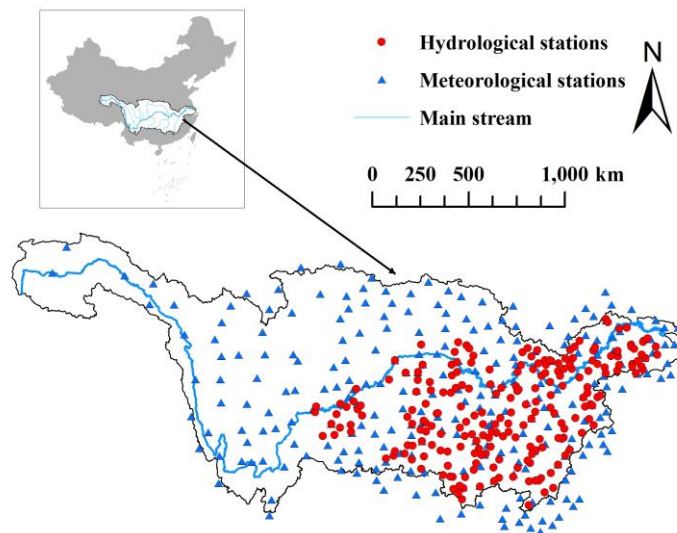 Hydrological stations
Meteorological stations
Main stream
N
0 250 500 1,000 km